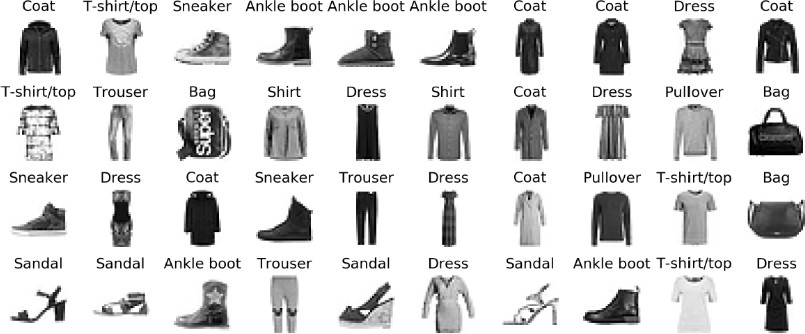 Coat T-shirt/top Sneaker Ankle boot Ankle boot Ankle boot Coat Coat Dress Coat
T-shirt/top Trouser Bag Shirt Dress Shirt Coat Dress Pullover Bag
Super
Sneaker Dress Coat Sneaker Trouser Dress Coat Pullover T-shirt/top Bag
Sandal Sandal Ankle boot Trouser Sandal Dress Sandal Ankle boot T-shirt/top Dress